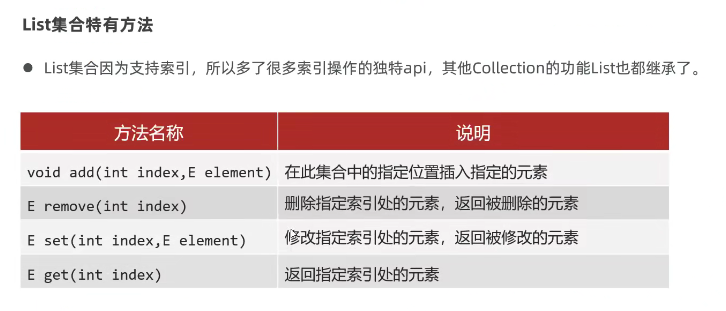 List集合特有方法
● List集合因为支持索引，所以多了很多索引操作的独特api，其他Collection的功能List也都继承了。
方法名称 说明
void add(int index,E element) 在此集合中的指定位置插入指定的元素
E remove(int index) 删除指定索引处的元素，返回被删除的元素
E set(int index,E element) 修改指定索引处的元素，返回被修改的元素
E get(int index) 返回指定索引处的元素